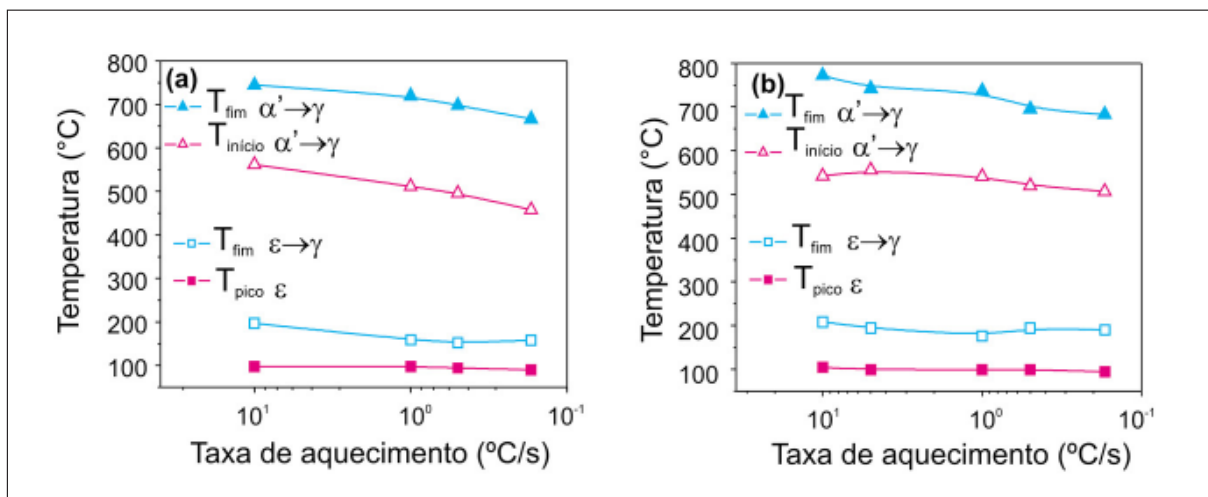 (a)
Temperatura (°C)
800
700
600
500
400
300
200
100
T fim α'→γ
T início α'→γ
T fim ε→γ
T pico ε
10¹ 10⁰ 10⁻¹
Taxa de aquecimento (ºC/s)
(b)
Temperatura (°C)
800
700
600
500
400
300
200
100
T fim α'→γ
T início α'→γ
T fim ε→γ
T pico ε
10¹ 10⁰ 10⁻¹
Taxa de aquecimento (ºC/s)